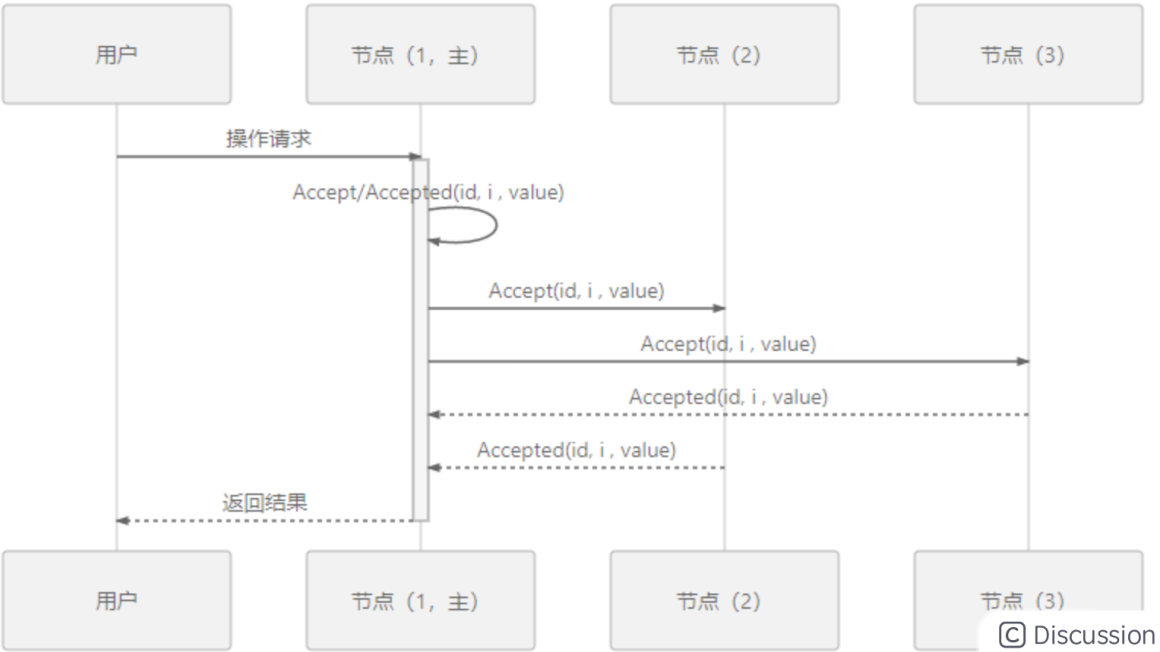 用户
节点（1，主）
节点（2）
节点（3）
操作请求
Accept/Accepted(id, i , value)
Accept(id, i , value)
Accept(id, i , value)
Accepted(id, i , value)
Accepted(id, i , value)
返回结果
用户
节点（1，主）
节点（2）
节点（3）
C Discussion